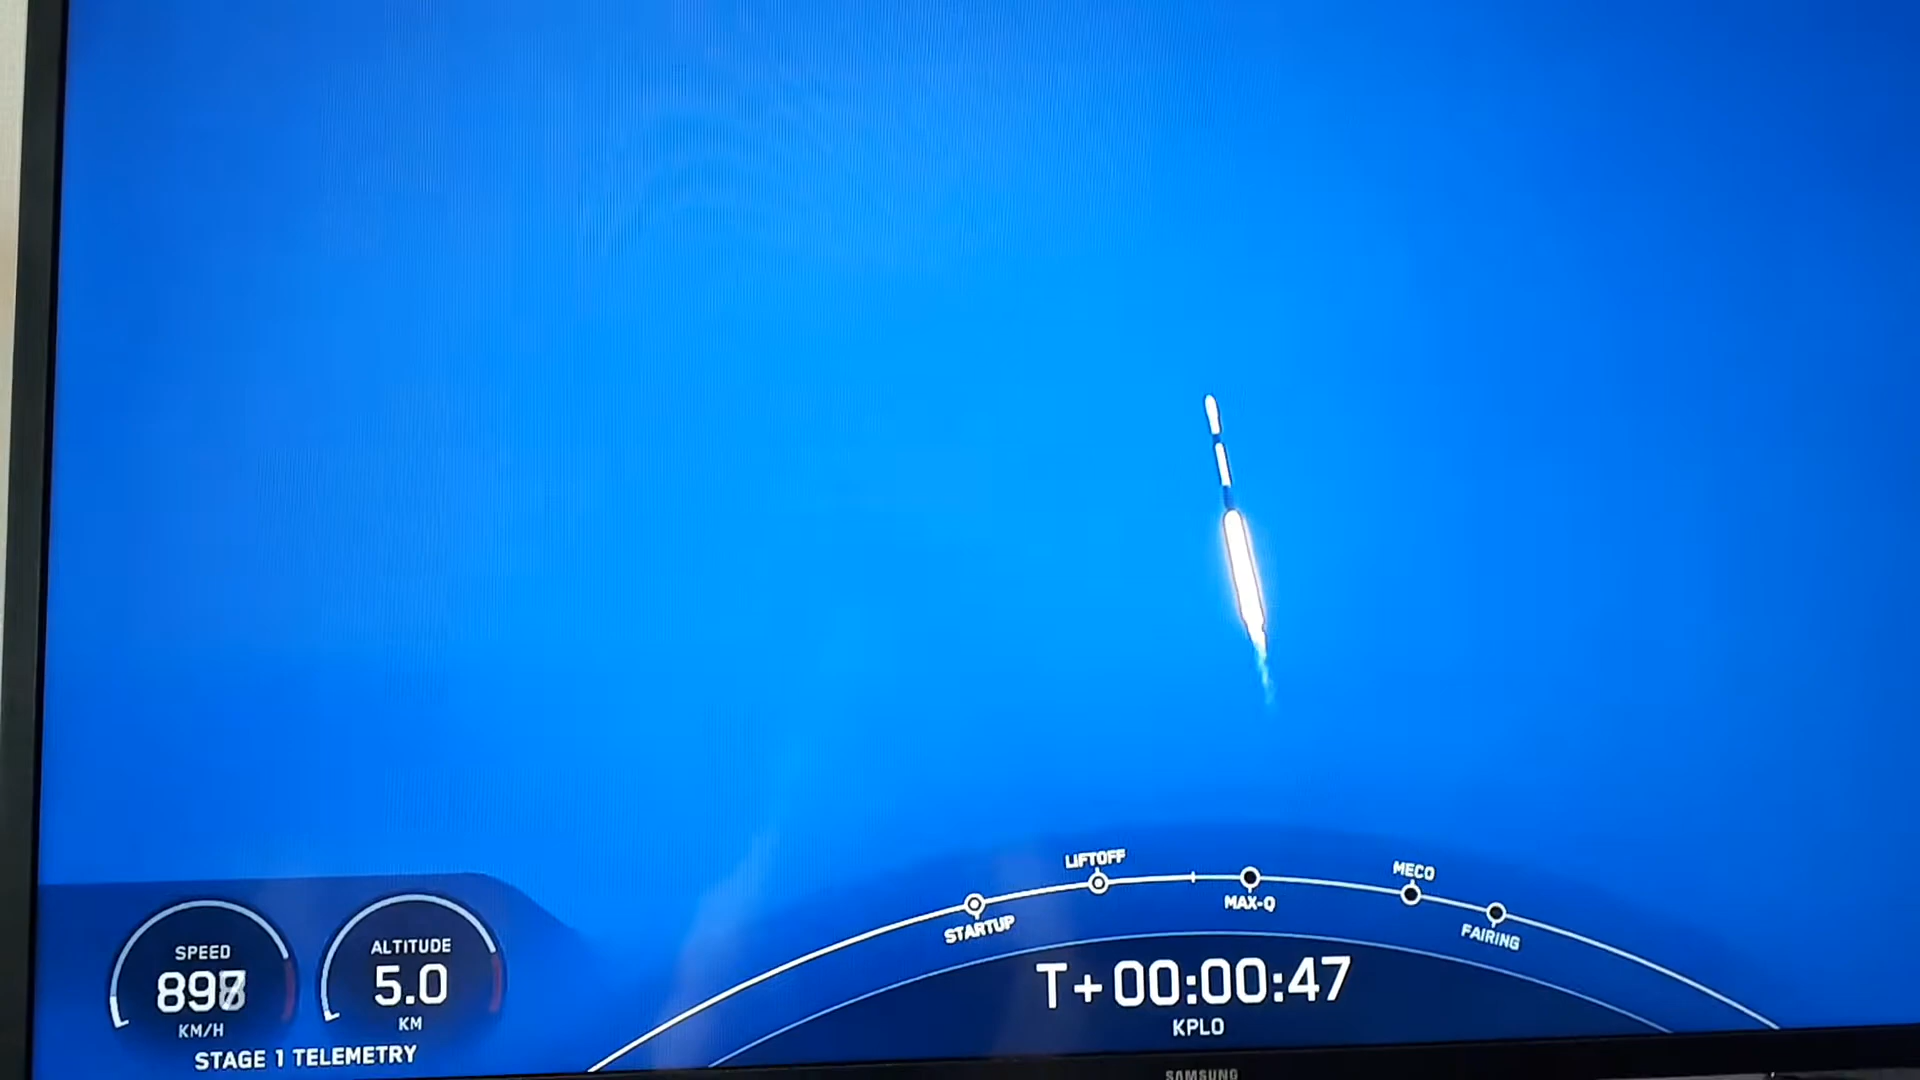 LIFTOFF
MECO
STARTUP
MAX-Q
FAIRING
SPEED
KM/H
ALTITUDE
5.0
KM
STAGE 1 TELEMETRY
T+00:00:47
KPLO
SAMSUNG